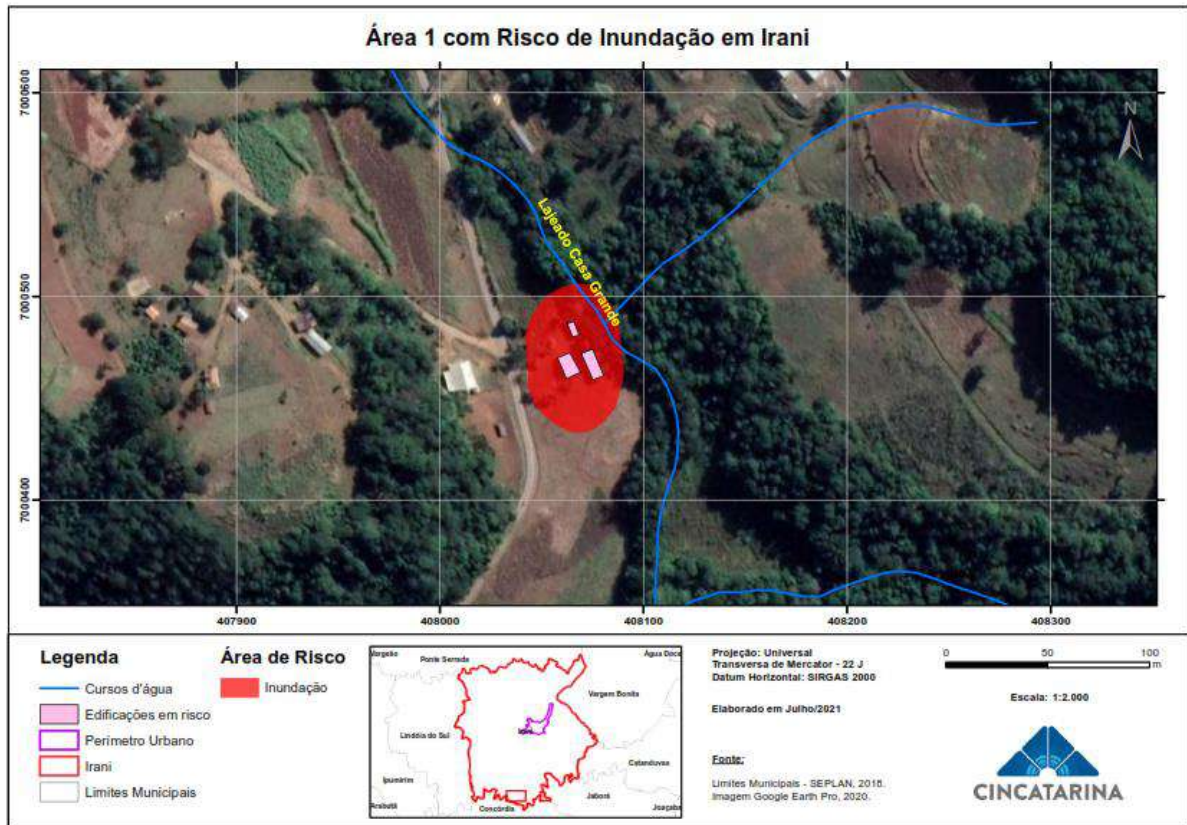 Área 1 com Risco de Inundação em Irani
7000600
7000500
7000400
N
Lajeado Casa Grande
407900
408000
408100
408200
408300
Legenda
Cursos d'água
Edificações em risco
Perímetro Urbano
Irani
Limites Municipais
Área de Risco
Inundação
Vargeão
Ponte Serrada
Água Doce
Vargem Bonita
Lindóia do Sul
Irani
Catanduvas
Ipumirim
Jaborá
Arabutã
Concórdia
Joaçaba
Projeção: Universal
Transversa de Mercator - 22 J
Datum Horizontal: SIRGAS 2000
Elaborado em Julho/2021
Fonte:
Limites Municipais - SEPLAN, 2018.
Imagem Google Earth Pro, 2020.
0 50 100
m
Escala: 1:2.000
CINCATARINA